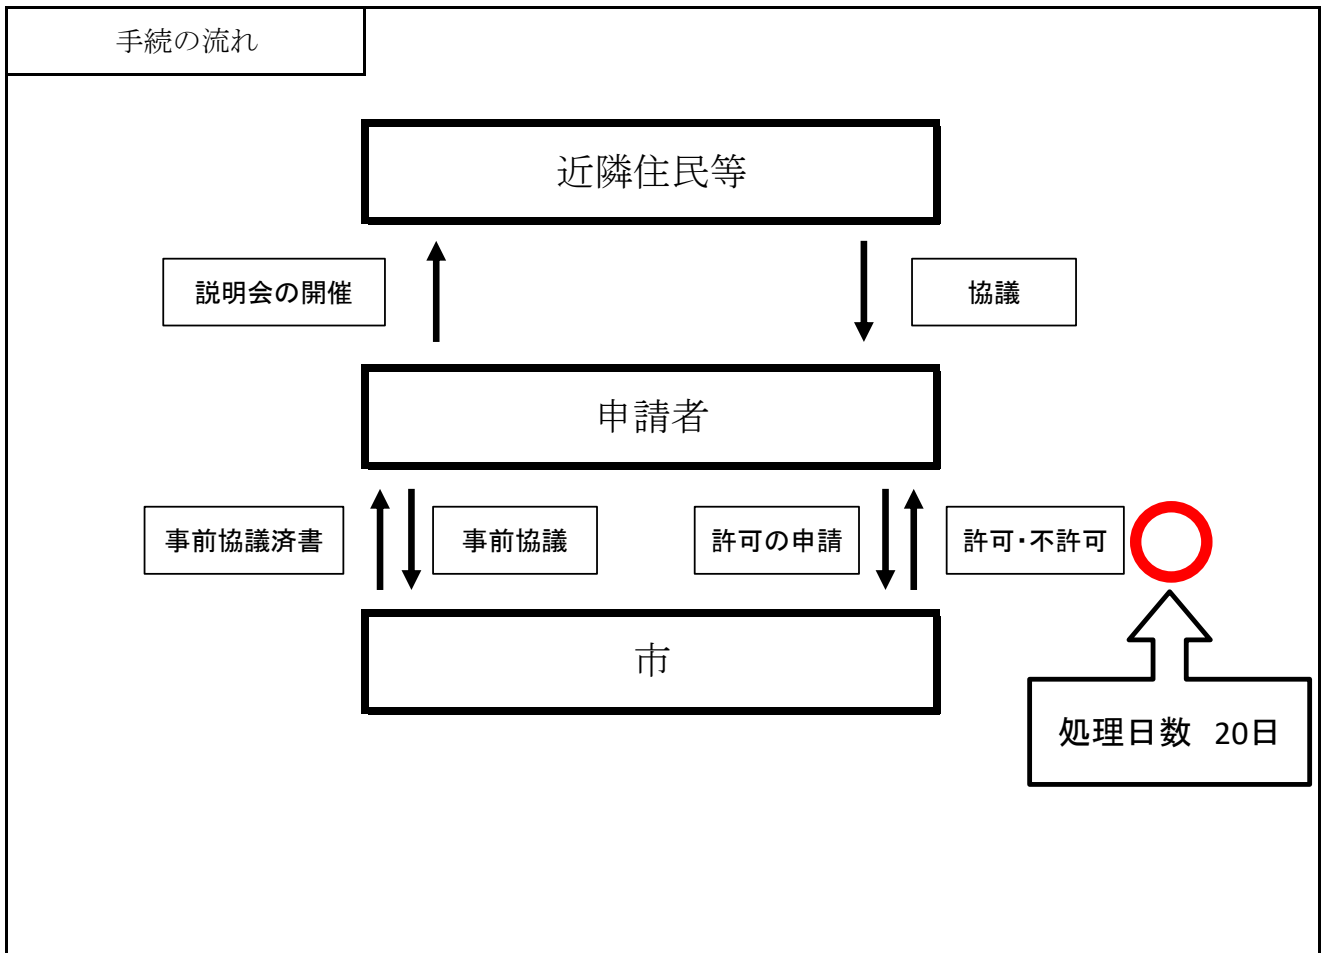 手続の流れ
近隣住民等
説明会の開催
協議
申請者
事前協議済書
事前協議
許可の申請
許可・不許可
市
処理日数　20日